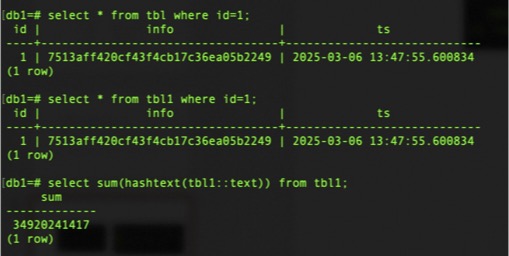 [db1=# select * from tbl where id=1;
 id |               info               |             ts
----+----------------------------------+----------------------------
  1 | 7513aff420cf43f4cb17c36ea05b2249 | 2025-03-06 13:47:55.600834
(1 row)
[db1=# select * from tbl1 where id=1;
 id |               info               |             ts
----+----------------------------------+----------------------------
  1 | 7513aff420cf43f4cb17c36ea05b2249 | 2025-03-06 13:47:55.600834
(1 row)
[db1=# select sum(hashtext(tbl1::text)) from tbl1;
     sum
-------------
 34920241417
(1 row)